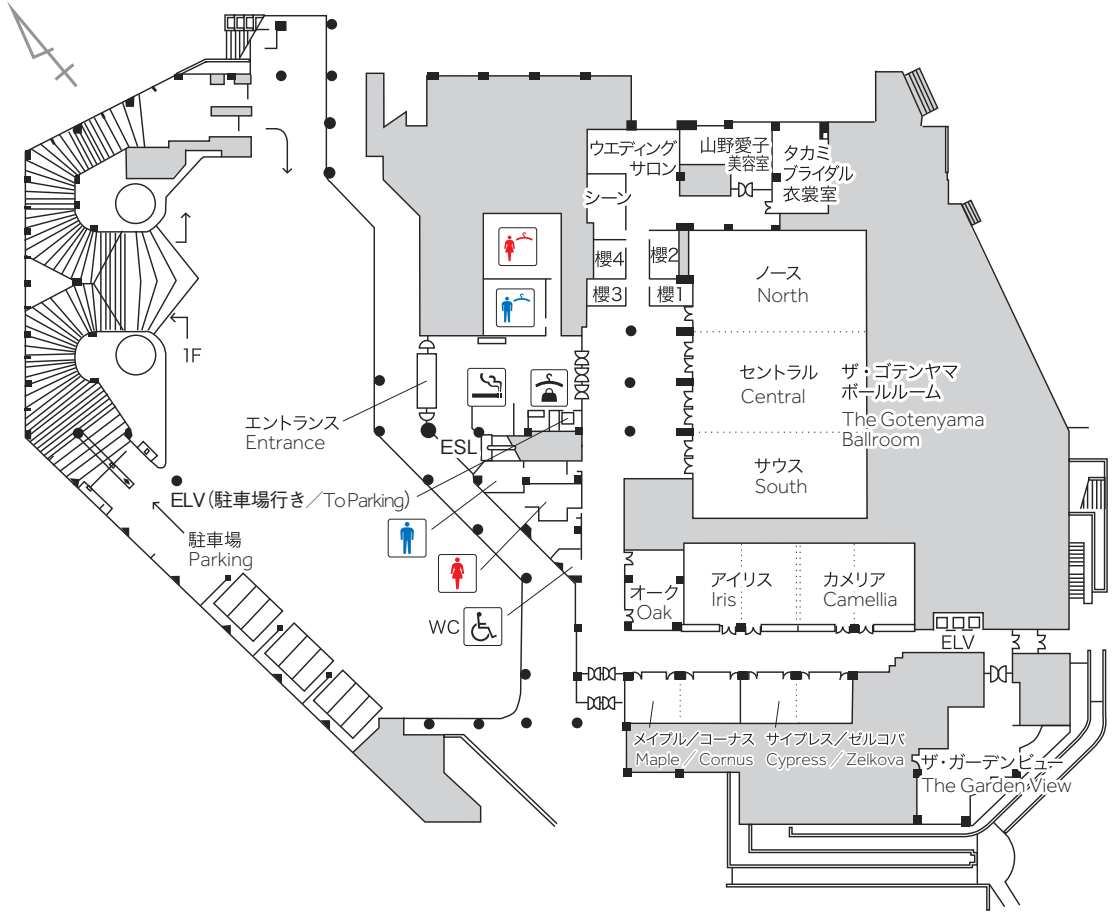 ウエディング
サロン
山野愛子
美容室
タカミ
ブライダル
衣裳室
シーン
櫻4
櫻2
櫻3
櫻1
ノース
North
1F
セントラル
Central
ザ・ゴテンヤマ
ボールルーム
The Gotenyama
Ballroom
エントランス
Entrance
ESL
サウス
South
ELV(駐車場行き/To Parking)
駐車場
Parking
オーク
Oak
アイリス
Iris
カメリア
Camellia
WC
ELV
メイプル/コーナス
Maple/Cornus
サイプレス/ゼルコバ
Cypress/Zelkova
ザ・ガーデンビュー
The Garden View